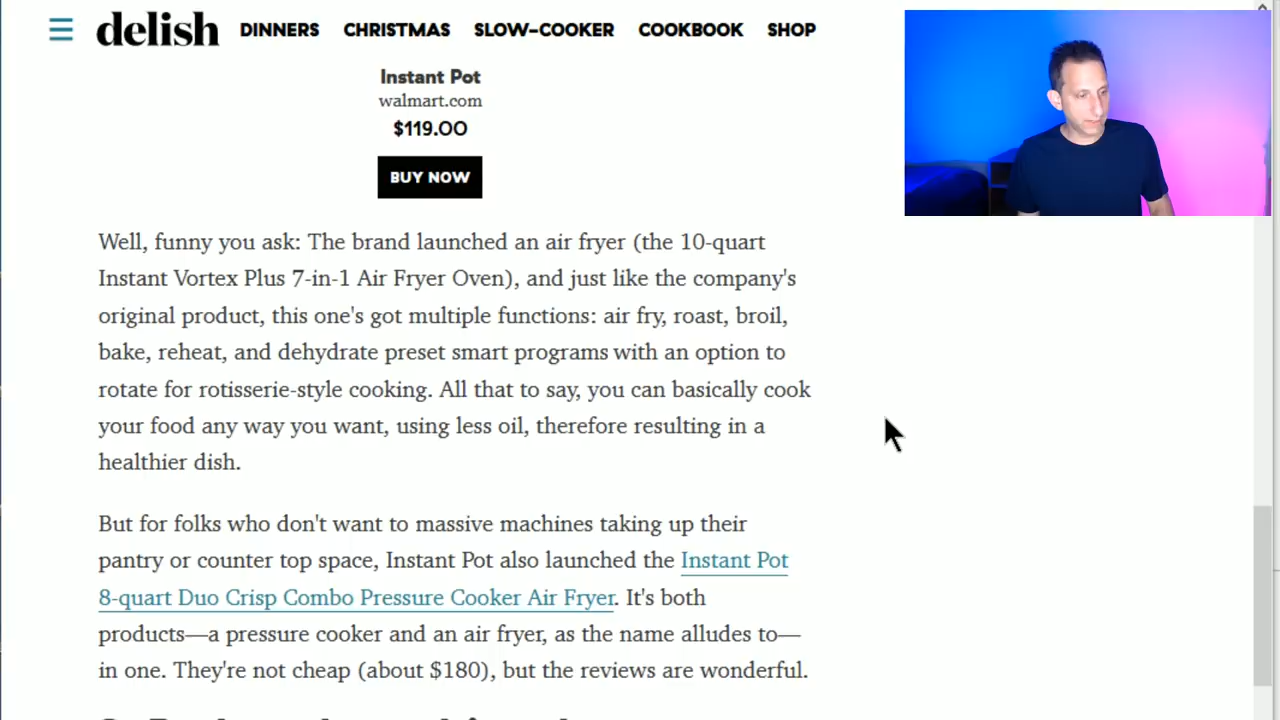 delish DINNERS CHRISTMAS SLOW-COOKER COOKBOOK SHOP
Instant Pot
walmart.com
$119.00
BUY NOW
Well, funny you ask: The brand launched an air fryer (the 10-quart
Instant Vortex Plus 7-in-1 Air Fryer Oven), and just like the company's
original product, this one's got multiple functions: air fry, roast, broil,
bake, reheat, and dehydrate preset smart programs with an option to
rotate for rotisserie-style cooking. All that to say, you can basically cook
your food any way you want, using less oil, therefore resulting in a
healthier dish.
But for folks who don't want to massive machines taking up their
pantry or counter top space, Instant Pot also launched the Instant Pot
8-quart Duo Crisp Combo Pressure Cooker Air Fryer. It's both
products—a pressure cooker and an air fryer, as the name alludes to—
in one. They're not cheap (about $180), but the reviews are wonderful.